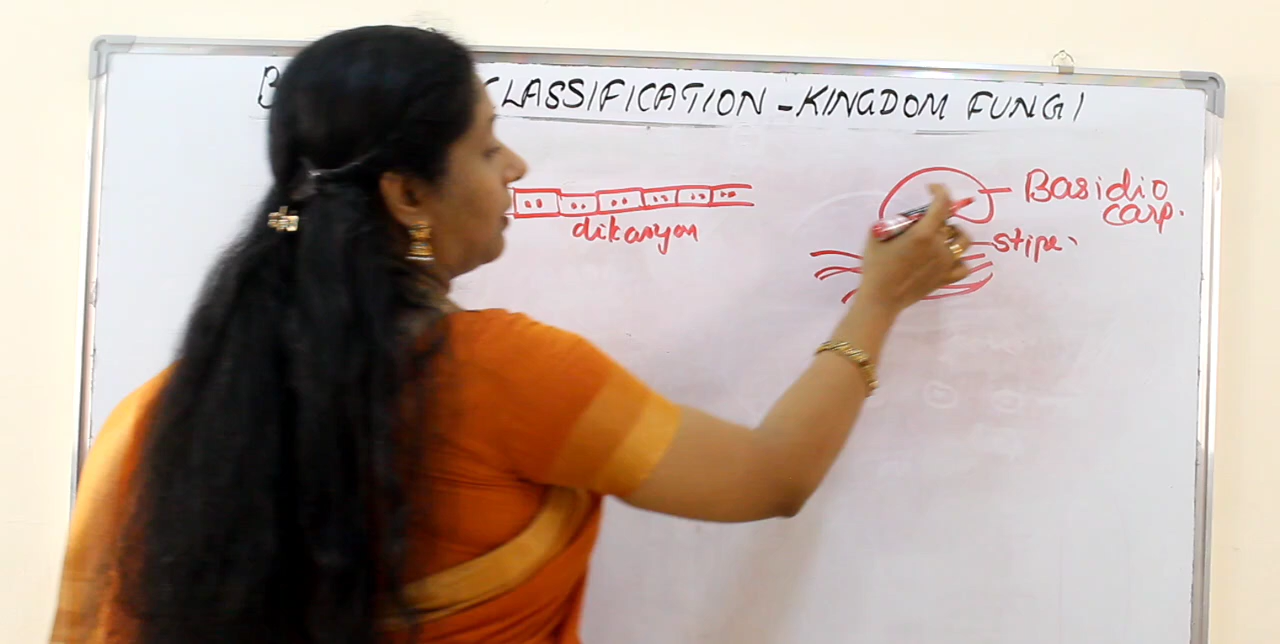 CLASSIFICATION - KINGDOM FUNGI
Basidio
carp.
dikaryon
stipe.